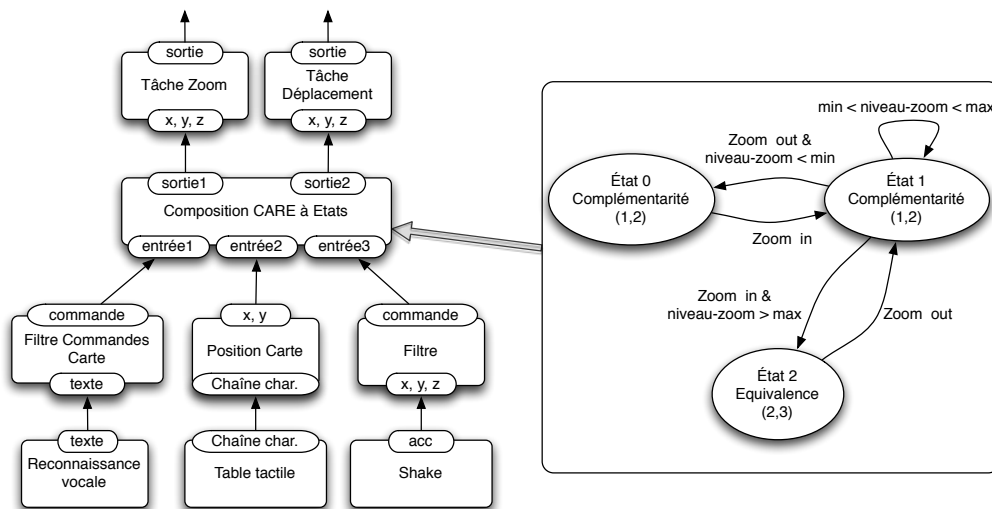 sortie
sortie
Tâche Zoom
Tâche
Déplacement
x, y, z
x, y, z
sortie1
sortie2
Composition CARE à Etats
entrée1
entrée2
entrée3
commande
x, y
commande
Filtre Commandes
Carte
Position Carte
Filtre
texte
Chaîne char.
x, y, z
texte
Chaîne char.
acc
Reconnaissance
vocale
Table tactile
Shake
min < niveau-zoom < max
Zoom out &
niveau-zoom < min
État 0
Complémentarité
(1,2)
État 1
Complémentarité
(1,2)
Zoom in
Zoom in &
niveau-zoom > max
Zoom out
État 2
Equivalence
(2,3)